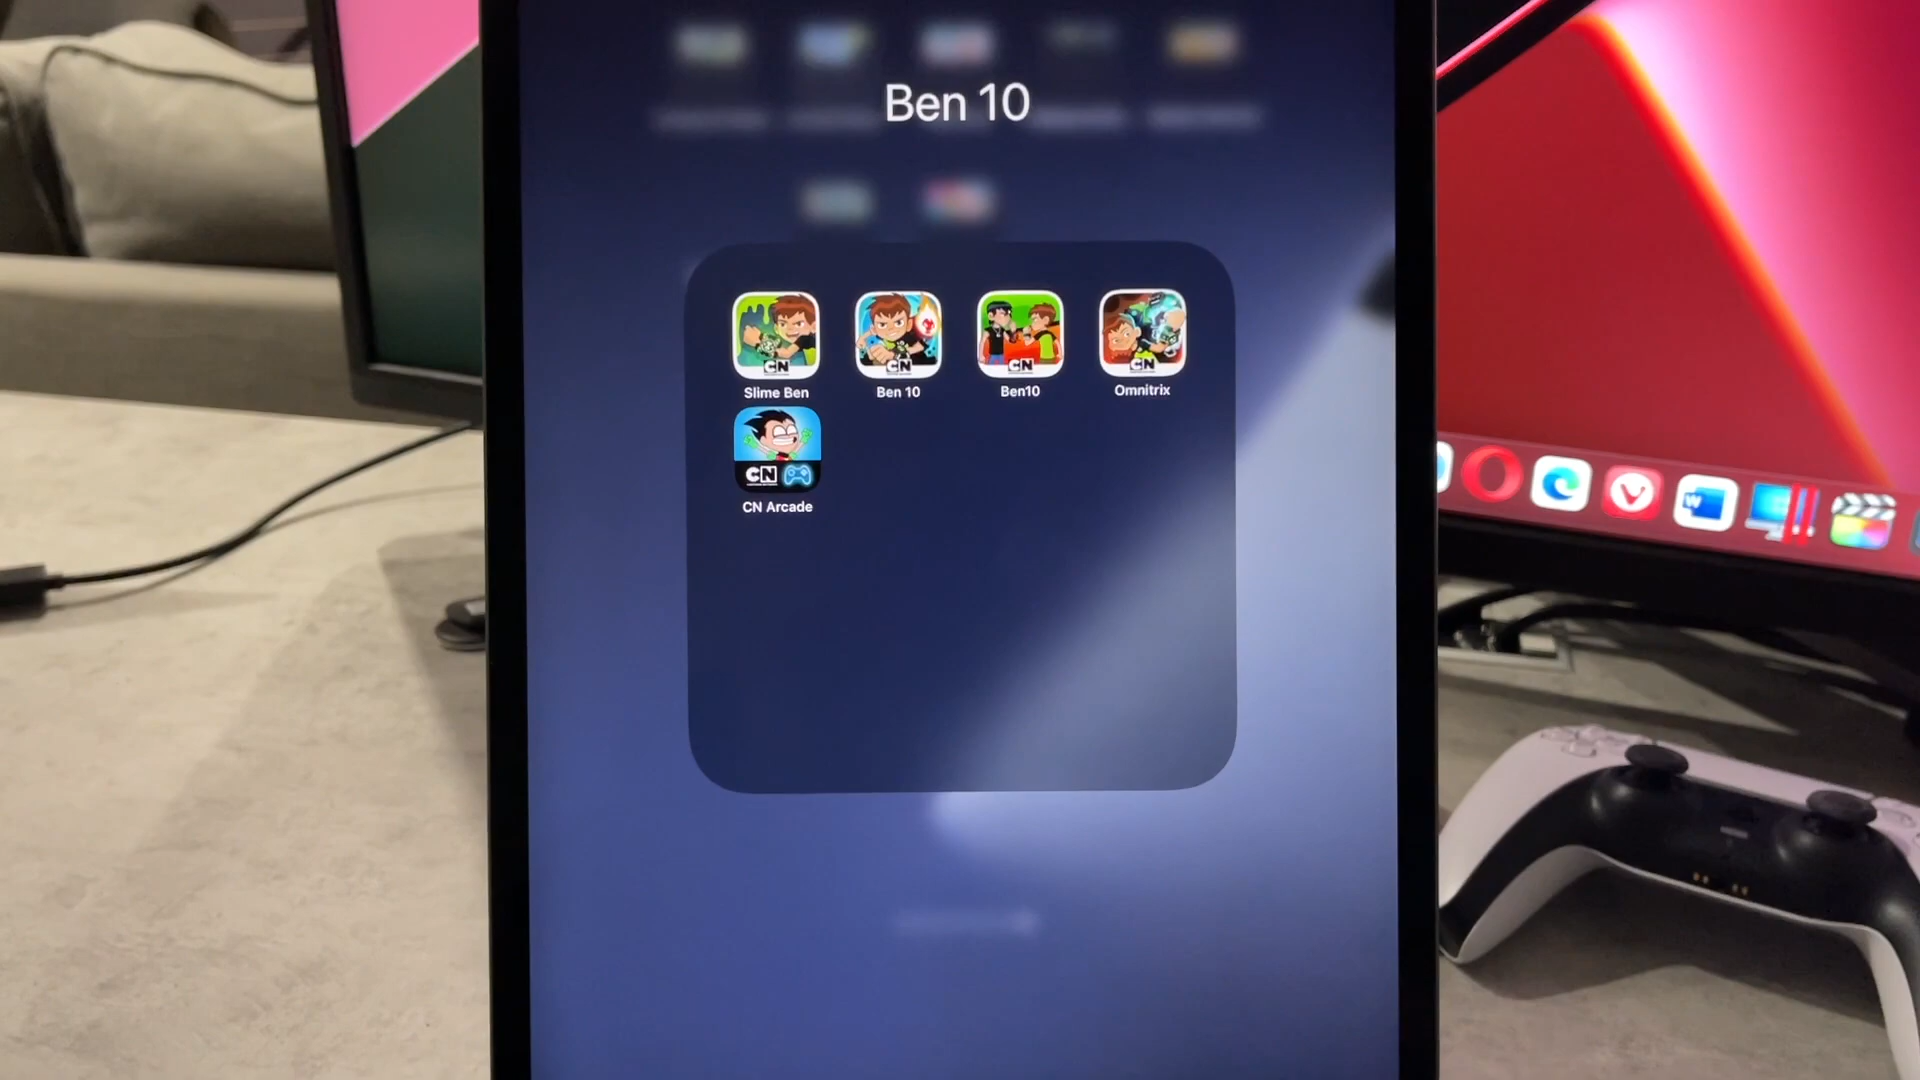 Ben 10
CN
CN
CN
CN
Slime Ben
Ben 10
Ben10
Omnitrix
CN
CN Arcade
W